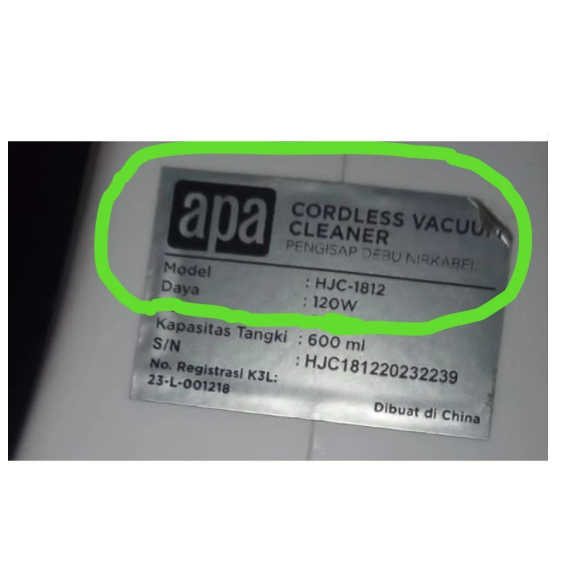 apa
CORDLESS VACUUM
CLEANER
PENGISAP DEBU NIRKABEL
Model : HJC-1812
Daya : 120W
Kapasitas Tangki : 600 ml
S/N : HJC181220232239
No. Registrasi K3L:
23-L-001218
Dibuat di China